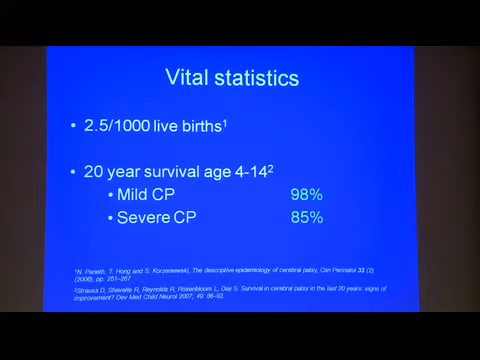 Vital statistics
• 2.5/1000 live births¹
• 20 year survival age 4-14²
• Mild CP 98%
• Severe CP 85%
¹N. Paneth, T. Hong and S. Korzeniewski, The descriptive epidemiology of cerebral palsy, Clin Perinatol 33 (2)
(2006), pp. 251–267
²Strauss D, Shavelle R, Reynolds R, Rosenbloom L, Day S. Survival in cerebral palsy in the last 20 years: signs of
improvement? Dev Med Child Neurol 2007; 49: 86-92.